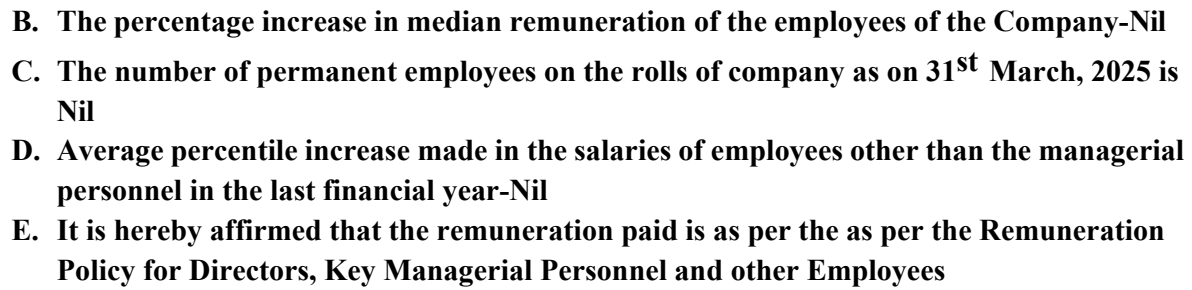 B. The percentage increase in median remuneration of the employees of the Company-Nil
C. The number of permanent employees on the rolls of company as on 31st March, 2025 is
Nil
D. Average percentile increase made in the salaries of employees other than the managerial
personnel in the last financial year-Nil
E. It is hereby affirmed that the remuneration paid is as per the as per the Remuneration
Policy for Directors, Key Managerial Personnel and other Employees